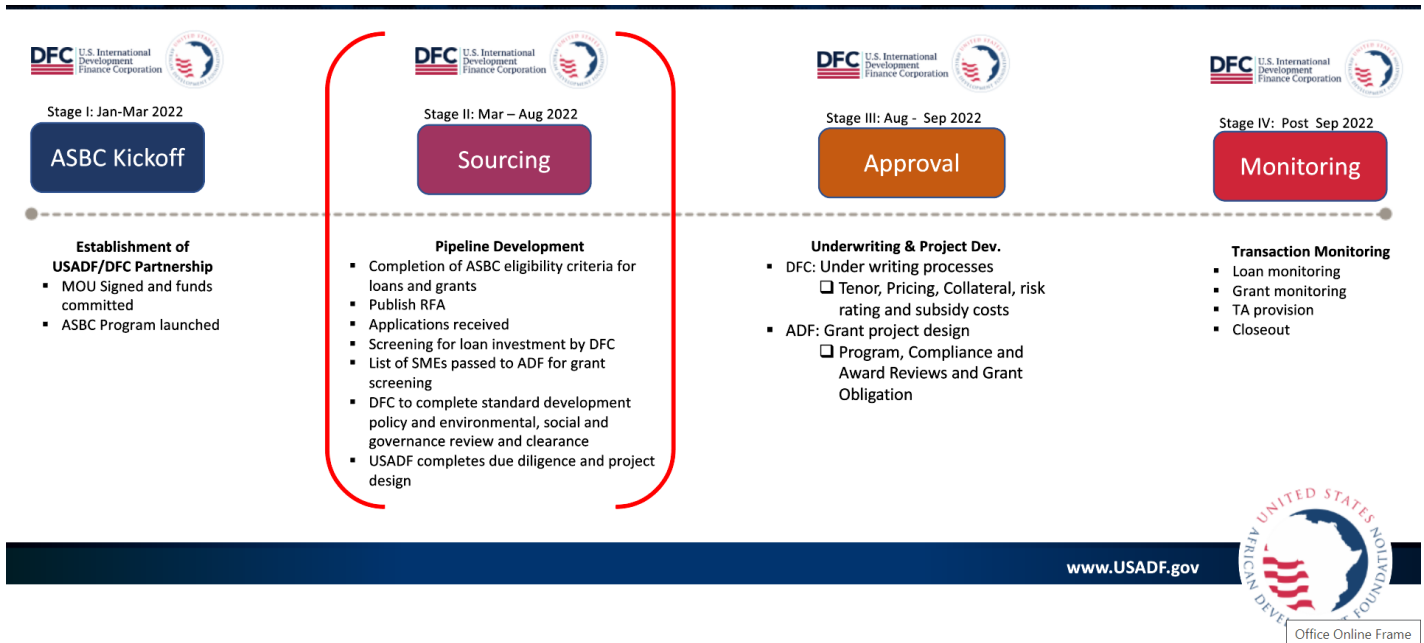 DFC U.S. International
Development
Finance Corporation
DFC U.S. International
Development
Finance Corporation
DFC U.S. International
Development
Finance Corporation
DFC U.S. International
Development
Finance Corporation
Stage I: Jan-Mar 2022
ASBC Kickoff
Stage II: Mar – Aug 2022
Sourcing
Stage III: Aug - Sep 2022
Approval
Stage IV: Post Sep 2022
Monitoring
Establishment of
USADF/DFC Partnership
▪ MOU Signed and funds
committed
▪ ASBC Program launched
Pipeline Development
▪ Completion of ASBC eligibility criteria for
loans and grants
▪ Publish RFA
▪ Applications received
▪ Screening for loan investment by DFC
▪ List of SMEs passed to ADF for grant
screening
▪ DFC to complete standard development
policy and environmental, social and
governance review and clearance
▪ USADF completes due diligence and project
design
Underwriting & Project Dev.
▪ DFC: Under writing processes
❑ Tenor, Pricing, Collateral, risk
rating and subsidy costs
▪ ADF: Grant project design
❑ Program, Compliance and
Award Reviews and Grant
Obligation
Transaction Monitoring
▪ Loan monitoring
▪ Grant monitoring
▪ TA provision
▪ Closeout
www.USADF.gov
UNITED STATES
AFRICAN DEVE
T FOUNDATION
Office Online Frame